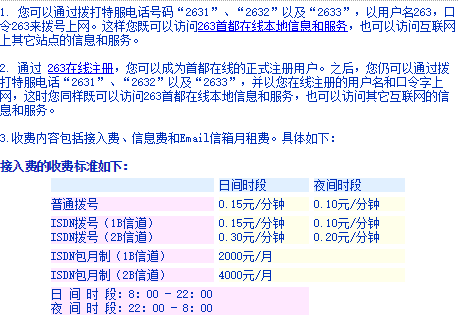 1. 您可以通过拨打特服电话号码“2631”、“2632”以及“2633”，以用户名263，口
令263来拨号上网。这样您既可以访问263首都在线本地信息和服务，也可以访问互联网
上其它站点的信息和服务。
2. 通过 263在线注册，您可以成为首都在线的正式注册用户。之后，您仍可以通过拨
打特服电话“2631”、“2632”以及“2633”，并以您在线注册的用户名和口令字上
网，这时您同样既可以访问263首都在线本地信息和服务，也可以访问其它互联网的信
息和服务。
3.收费内容包括接入费、信息费和Email信箱月租费。具体如下：
接入费的收费标准如下：
日间时段 夜间时段
普通拨号 0.15元/分钟 0.10元/分钟
ISDN拨号（1B信道） 0.15元/分钟 0.10元/分钟
ISDN拨号（2B信道） 0.30元/分钟 0.20元/分钟
ISDN包月制（1B信道） 2000元/月
ISDN包月制（2B信道） 4000元/月
日 间 时 段：8：00 - 22：00
夜 间 时 段：22：00 - 8：00